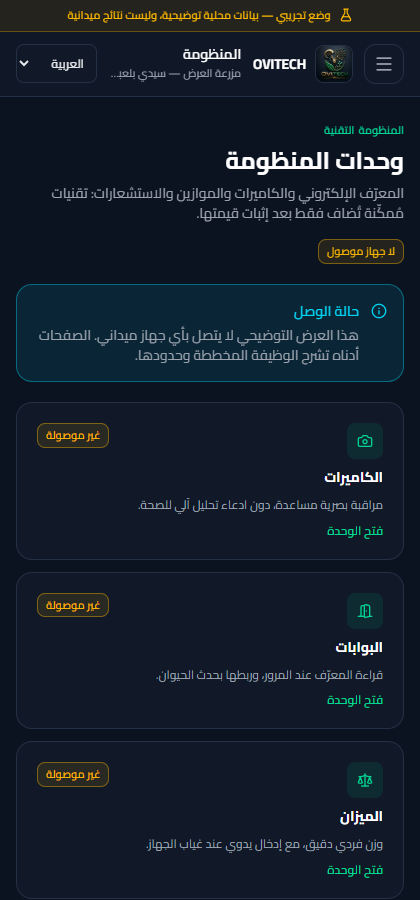 وضع تجريبي — بيانات محلية توضيحية، وليست نتائج ميدانية
OVITECH
المنظومة
مزرعة العرض — سيدي بلعبـ...
العربية
المنظومة التقنية
وحدات المنظومة
المعرّف الإلكتروني والكاميرات والموازين والاستشعارات: تقنيات
مُمكّنة تُضاف فقط بعد إثبات قيمتها.
لا جهاز موصول
حالة الوصل
هذا العرض التوضيحي لا يتصل بأي جهاز ميداني. الصفحات
أدناه تشرح الوظيفة المخططة وحدودها.
غير موصولة
الكاميرات
مراقبة بصرية مساعدة، دون ادعاء تحليل آلي للصحة.
فتح الوحدة
غير موصولة
البوابات
قراءة المعرّف عند المرور، وربطها بحدث الحيوان.
فتح الوحدة
غير موصولة
الميزان
وزن فردي دقيق، مع إدخال يدوي عند غياب الجهاز.
فتح الوحدة